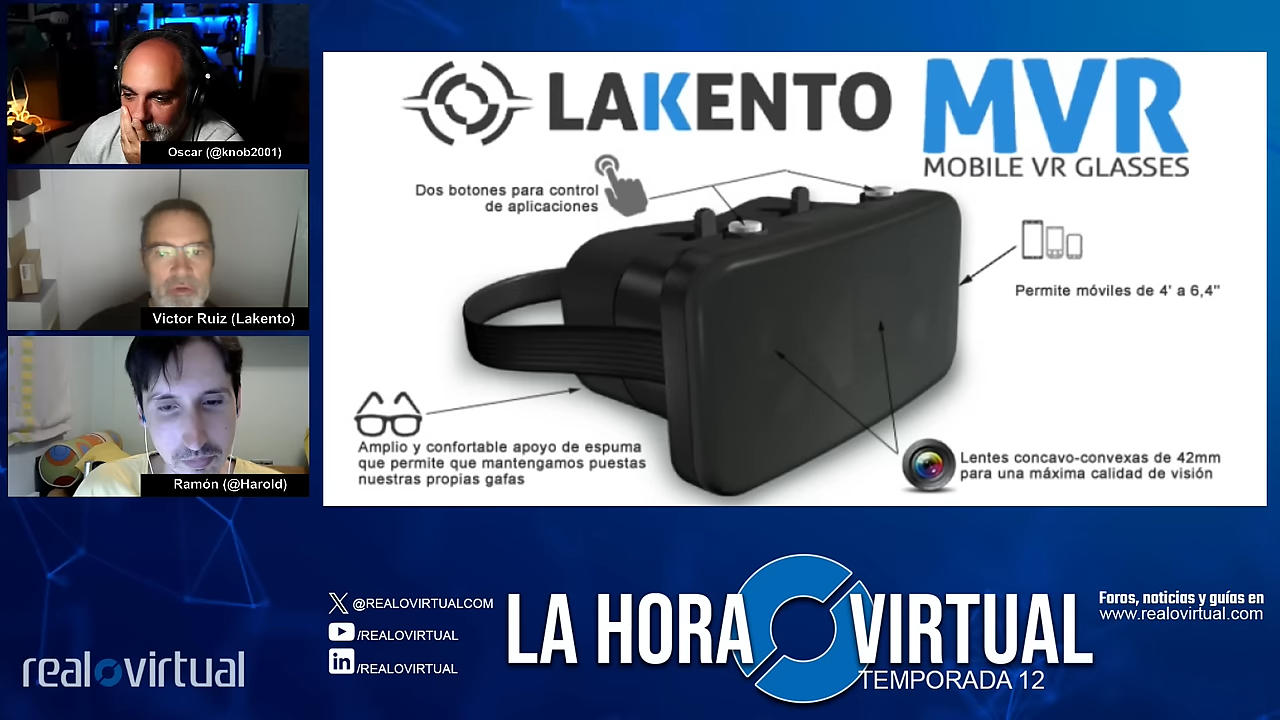 Oscar (@knob2001)
Victor Ruiz (Lakento)
Ramón (@Harold)
LAKENTO MVR
MOBILE VR GLASSES
Dos botones para control
de aplicaciones
Permite móviles de 4' a 6,4"
Amplio y confortable apoyo de espuma
que permite que mantengamos puestas
nuestras propias gafas
Lentes concavo-convexas de 42mm
para una máxima calidad de visión
@REALOVIRTUALCOM
/REALOVIRTUAL
/REALOVIRTUAL
LA HORA VIRTUAL
TEMPORADA 12
Foros, noticias y guías en
www.realovirtual.com
realovirtual